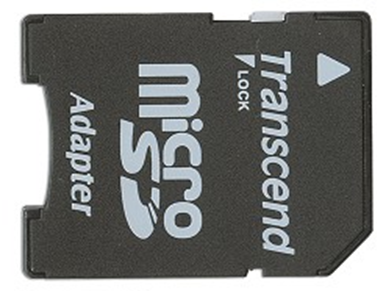 Transcend
LOCK
micro
SD
Adapter